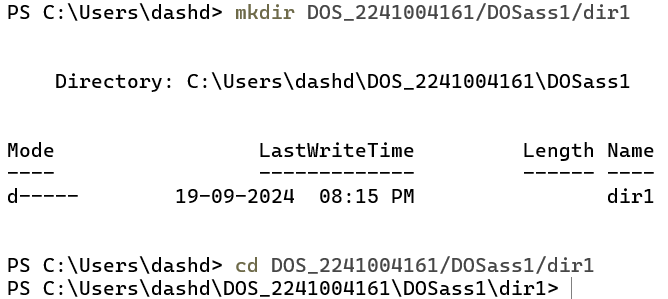 PS C:\Users\dashd> mkdir DOS_2241004161/DOSass1/dir1
Directory: C:\Users\dashd\DOS_2241004161\DOSass1
Mode LastWriteTime Length Name
---- ------------- ------ ----
d----- 19-09-2024 08:15 PM dir1
PS C:\Users\dashd> cd DOS_2241004161/DOSass1/dir1
PS C:\Users\dashd\DOS_2241004161\DOSass1\dir1>